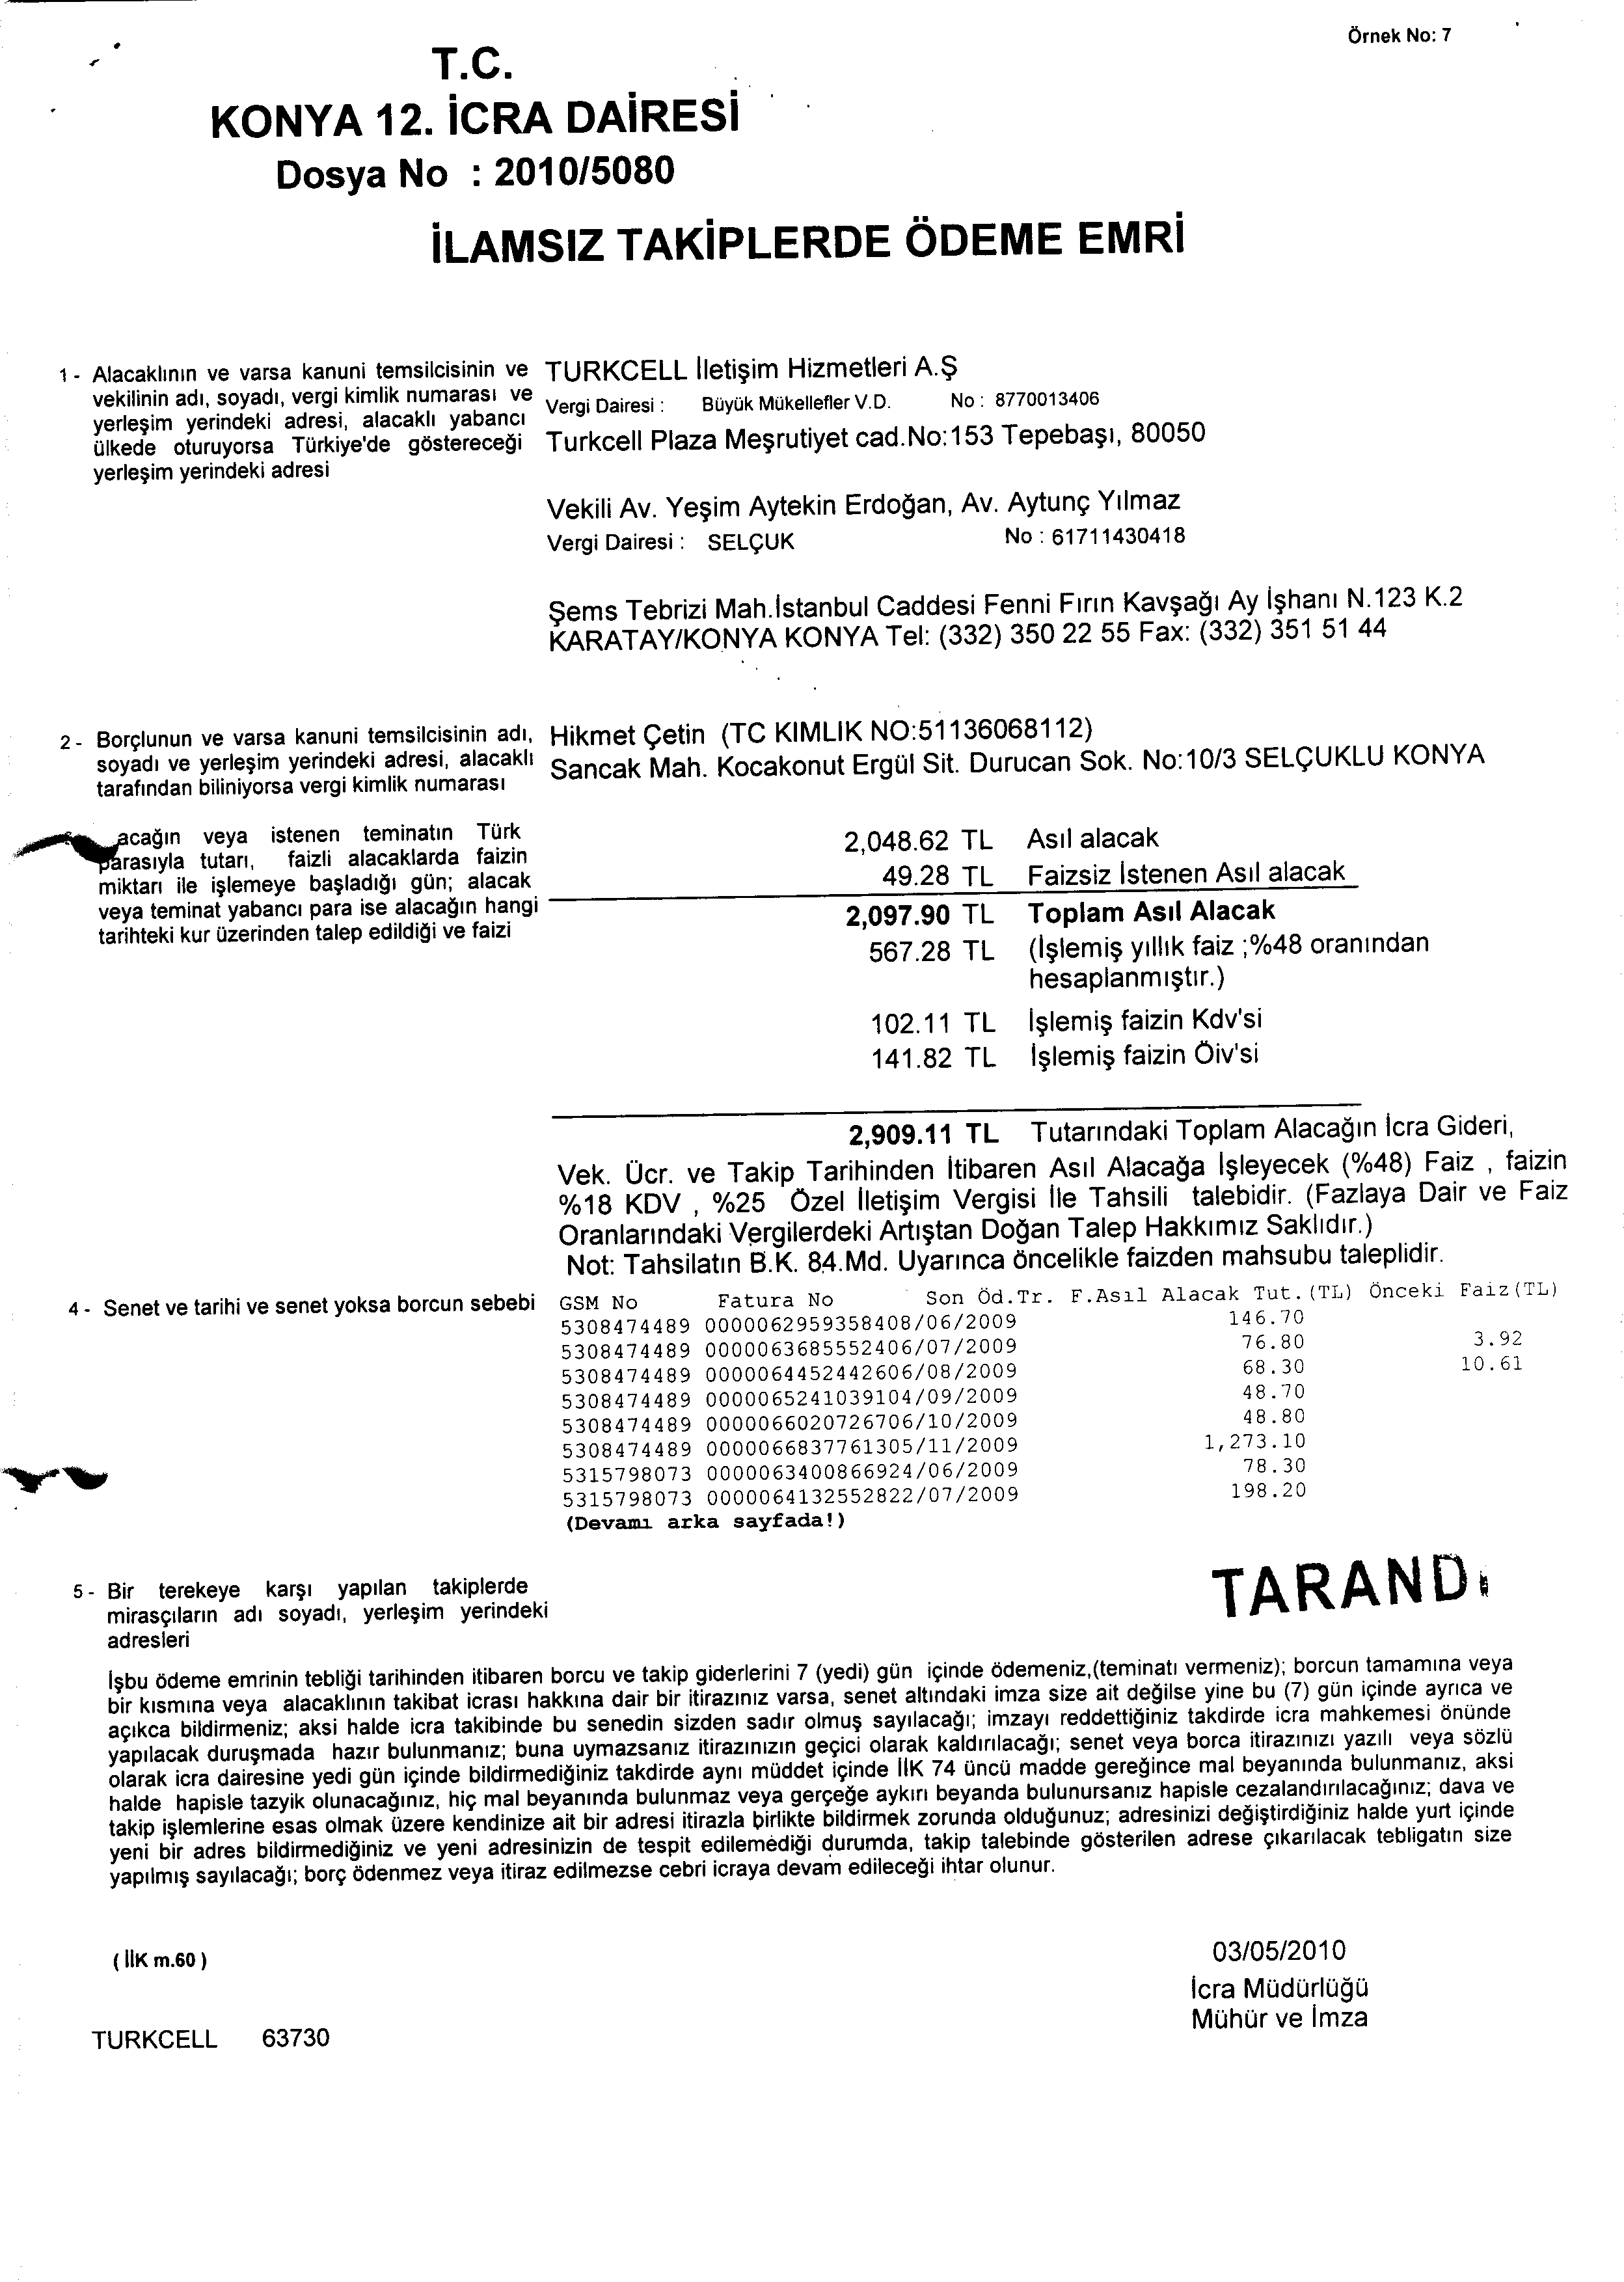 Örnek No: 7
T.C.
KONYA 12. İCRA DAİRESİ
Dosya No : 2010/5080
İLAMSIZ TAKİPLERDE ÖDEME EMRİ
1 - Alacaklının ve varsa kanuni temsilcisinin ve
vekilinin adı, soyadı, vergi kimlik numarası ve
yerleşim yerindeki adresi, alacaklı yabancı
ülkede oturuyorsa Türkiye'de göstereceği
yerleşim yerindeki adresi
TURKCELL İletişim Hizmetleri A.Ş
Vergi Dairesi : Büyük Mükellefler V.D. No : 8770013406
Turkcell Plaza Meşrutiyet cad.No:153 Tepebaşı, 80050
Vekili Av. Yeşim Aytekin Erdoğan, Av. Aytunç Yılmaz
Vergi Dairesi : SELÇUK No : 61711430418
Şems Tebrizi Mah.İstanbul Caddesi Fenni Fırın Kavşağı Ay İşhanı N.123 K.2
KARATAY/KONYA KONYA Tel: (332) 350 22 55 Fax: (332) 351 51 44
2 - Borçlunun ve varsa kanuni temsilcisinin adı,
soyadı ve yerleşim yerindeki adresi, alacaklı
tarafından biliniyorsa vergi kimlik numarası
Hikmet Çetin (TC KIMLIK NO:51136068112)
Sancak Mah. Kocakonut Ergül Sit. Durucan Sok. No:10/3 SELÇUKLU KONYA
acağın veya istenen teminatın Türk
parasıyla tutarı, faizli alacaklarda faizin
miktarı ile işlemeye başladığı gün; alacak
veya teminat yabancı para ise alacağın hangi
tarihteki kur üzerinden talep edildiği ve faizi
2,048.62 TL Asıl alacak
49.28 TL Faizsiz İstenen Asıl alacak
2,097.90 TL Toplam Asıl Alacak
567.28 TL (İşlemiş yıllık faiz ;%48 oranından
hesaplanmıştır.)
102.11 TL İşlemiş faizin Kdv'si
141.82 TL İşlemiş faizin Öiv'si
2,909.11 TL Tutarındaki Toplam Alacağın İcra Gideri,
Vek. Ücr. ve Takip Tarihinden İtibaren Asıl Alacağa İşleyecek (%48) Faiz , faizin
%18 KDV , %25 Özel İletişim Vergisi İle Tahsili talebidir. (Fazlaya Dair ve Faiz
Oranlarındaki Vergilerdeki Artıştan Doğan Talep Hakkımız Saklıdır.)
Not: Tahsilatın B.K. 84.Md. Uyarınca öncelikle faizden mahsubu taleplidir.
4 - Senet ve tarihi ve senet yoksa borcun sebebi
GSM No Fatura No Son Öd.Tr. F.Asıl Alacak Tut.(TL) Önceki Faiz(TL)
5308474489 0000062959358408/06/2009 146.70
5308474489 0000063685552406/07/2009 76.80 3.92
5308474489 0000064452442606/08/2009 68.30 10.61
5308474489 0000065241039104/09/2009 48.70
5308474489 0000066020726706/10/2009 48.80
5308474489 0000066837761305/11/2009 1,273.10
5315798073 0000063400866924/06/2009 78.30
5315798073 0000064132552822/07/2009 198.20
(Devamı arka sayfada!)
TARAND
5 - Bir terekeye karşı yapılan takiplerde
mirasçıların adı soyadı, yerleşim yerindeki
adresleri
İşbu ödeme emrinin tebliği tarihinden itibaren borcu ve takip giderlerini 7 (yedi) gün içinde ödemeniz,(teminatı vermeniz); borcun tamamına veya
bir kısmına veya alacaklının takibat icrası hakkına dair bir itirazınız varsa, senet altındaki imza size ait değilse yine bu (7) gün içinde ayrıca ve
açıkca bildirmeniz; aksi halde icra takibinde bu senedin sizden sadır olmuş sayılacağı; imzayı reddettiğiniz takdirde icra mahkemesi önünde
yapılacak duruşmada hazır bulunmanız; buna uymazsanız itirazınızın geçici olarak kaldırılacağı; senet veya borca itirazınızı yazılı veya sözlü
olarak icra dairesine yedi gün içinde bildirmediğiniz takdirde aynı müddet içinde İİK 74 üncü madde gereğince mal beyanında bulunmanız, aksi
halde hapisle tazyik olunacağınız, hiç mal beyanında bulunmaz veya gerçeğe aykırı beyanda bulunursanız hapisle cezalandırılacağınız; dava ve
takip işlemlerine esas olmak üzere kendinize ait bir adresi itirazla birlikte bildirmek zorunda olduğunuz; adresinizi değiştirdiğiniz halde yurt içinde
yeni bir adres bildirmediğiniz ve yeni adresinizin de tespit edilemediği durumda, takip talebinde gösterilen adrese çıkarılacak tebligatın size
yapılmış sayılacağı; borç ödenmez veya itiraz edilmezse cebri icraya devam edileceği ihtar olunur.
( İİK m.60 )
03/05/2010
İcra Müdürlüğü
Mühür ve İmza
TURKCELL 63730